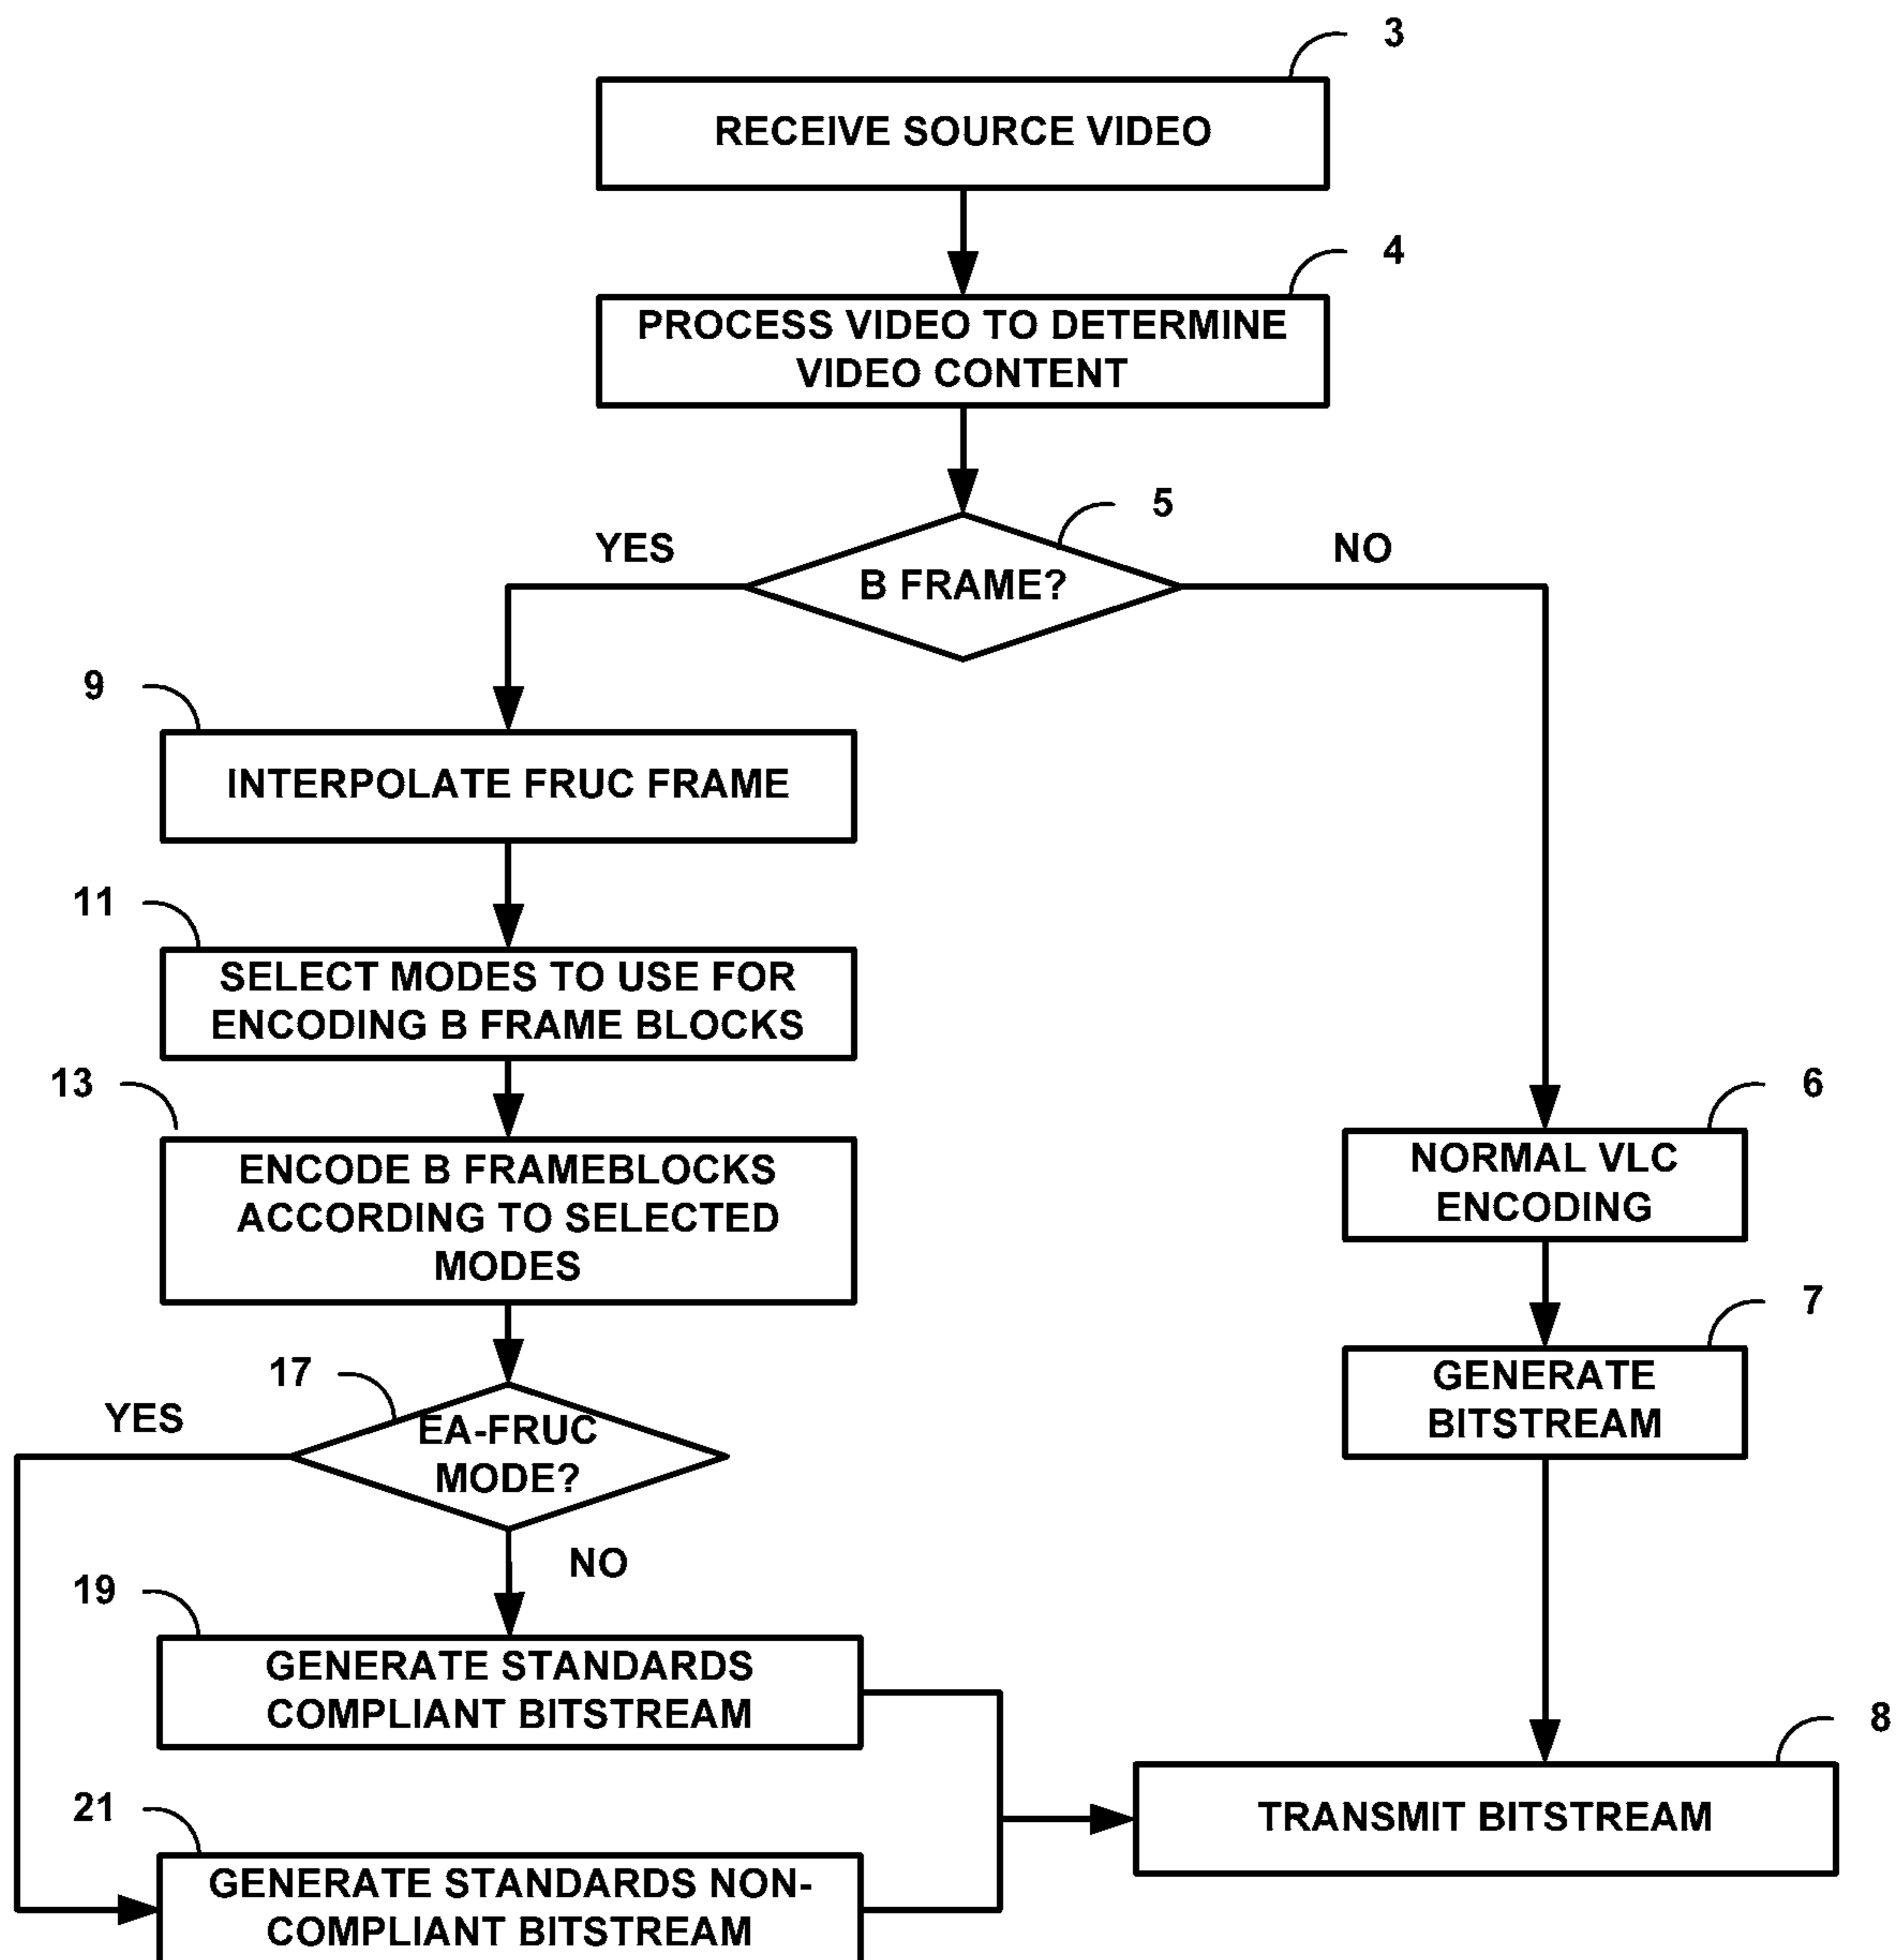 3
RECEIVE SOURCE VIDEO
4
PROCESS VIDEO TO DETERMINE
VIDEO CONTENT
5
YES
NO
B FRAME?
9
INTERPOLATE FRUC FRAME
11
SELECT MODES TO USE FOR
ENCODING B FRAME BLOCKS
13
ENCODE B FRAMEBLOCKS
ACCORDING TO SELECTED
MODES
6
NORMAL VLC
ENCODING
7
GENERATE
BITSTREAM
17
YES
EA-FRUC
MODE?
NO
19
GENERATE STANDARDS
COMPLIANT BITSTREAM
8
TRANSMIT BITSTREAM
21
GENERATE STANDARDS NON-
COMPLIANT BITSTREAM